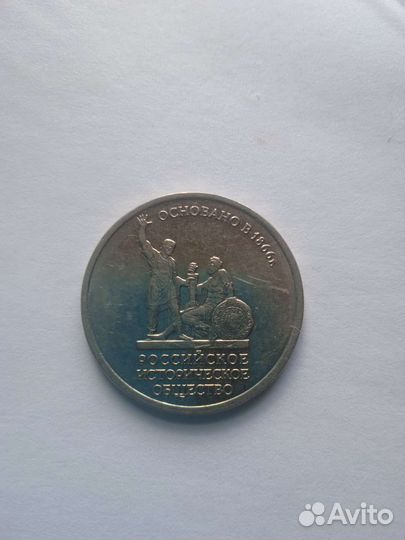 ОСНОВАНО В 1866г.
РОССИЙСКОЕ
ИСТОРИЧЕСКОЕ
ОБЩЕСТВО
Avito